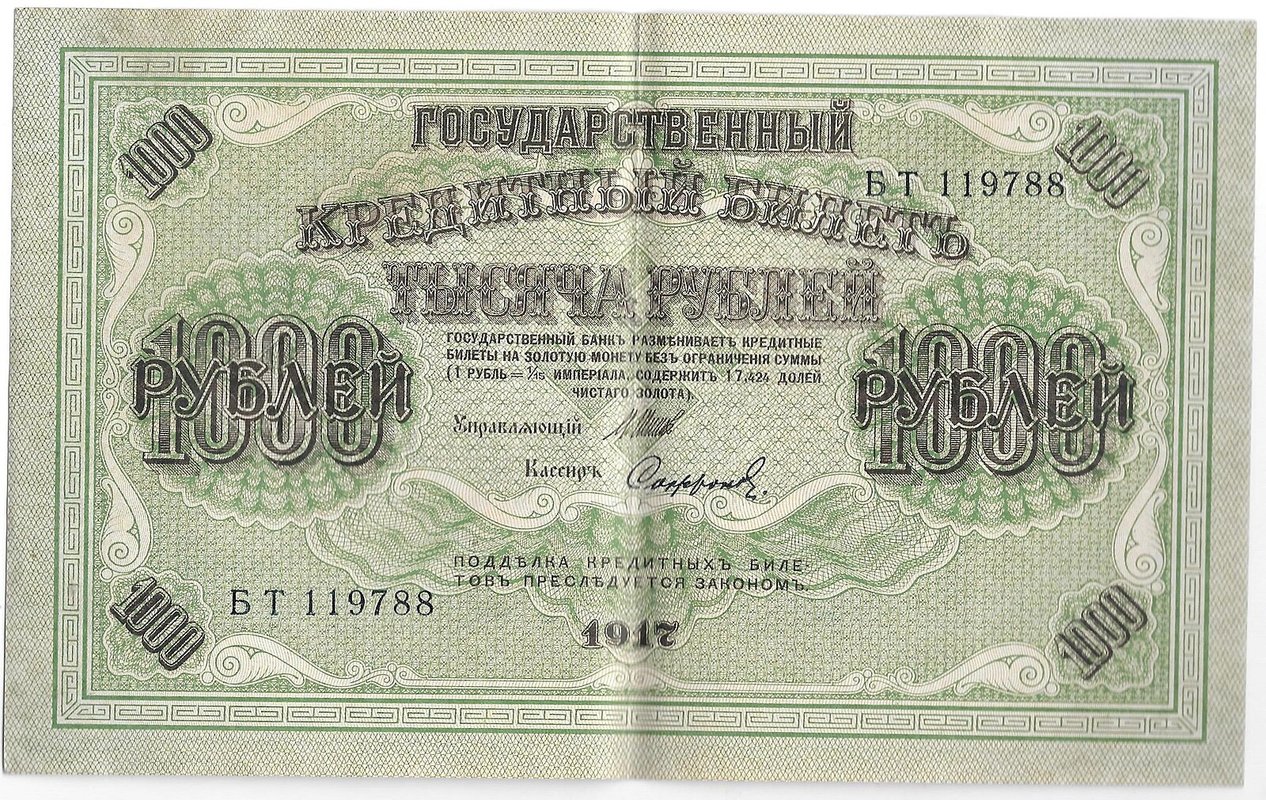 1000
1000
ГОСУДАРСТВЕННЫЙ
БТ 119788
КРЕДИТНЫЙ БИЛЕТЪ
ТЫСЯЧА РУБЛЕЙ
ГОСУДАРСТВЕННЫЙ БАНКЪ РАЗМѢНИВАЕТЪ КРЕДИТНЫЕ
БИЛЕТЫ НА ЗОЛОТУЮ МОНЕТУ БЕЗЪ ОГРАНИЧЕНІЯ СУММЫ
(1 РУБЛЬ = 1/15 ИМПЕРІАЛА, СОДЕРЖИТЪ 17,424 ДОЛЕЙ
ЧИСТАГО ЗОЛОТА).
1000 РУБЛЕЙ
1000 РУБЛЕЙ
Управляющій
Кассиръ
ПОДДѢЛКА КРЕДИТНЫХЪ БИЛЕ-
ТОВЪ ПРЕСЛѢДУЕТСЯ ЗАКОНОМЪ.
БТ 119788
1917
1000
1000